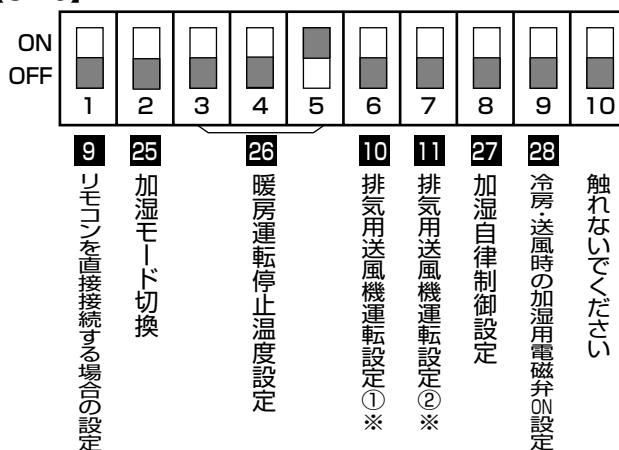 ON
OFF
1 2 3 4 5 6 7 8 9 10
9 25 26 10 11 27 28
リモコンを直接接続する場合の設定
加湿モード切換
暖房運転停止温度設定
排気用送風機運転設定①※
排気用送風機運転設定②※
加湿自律制御設定
冷房・送風時の加湿用電磁弁ON設定
触れないでください